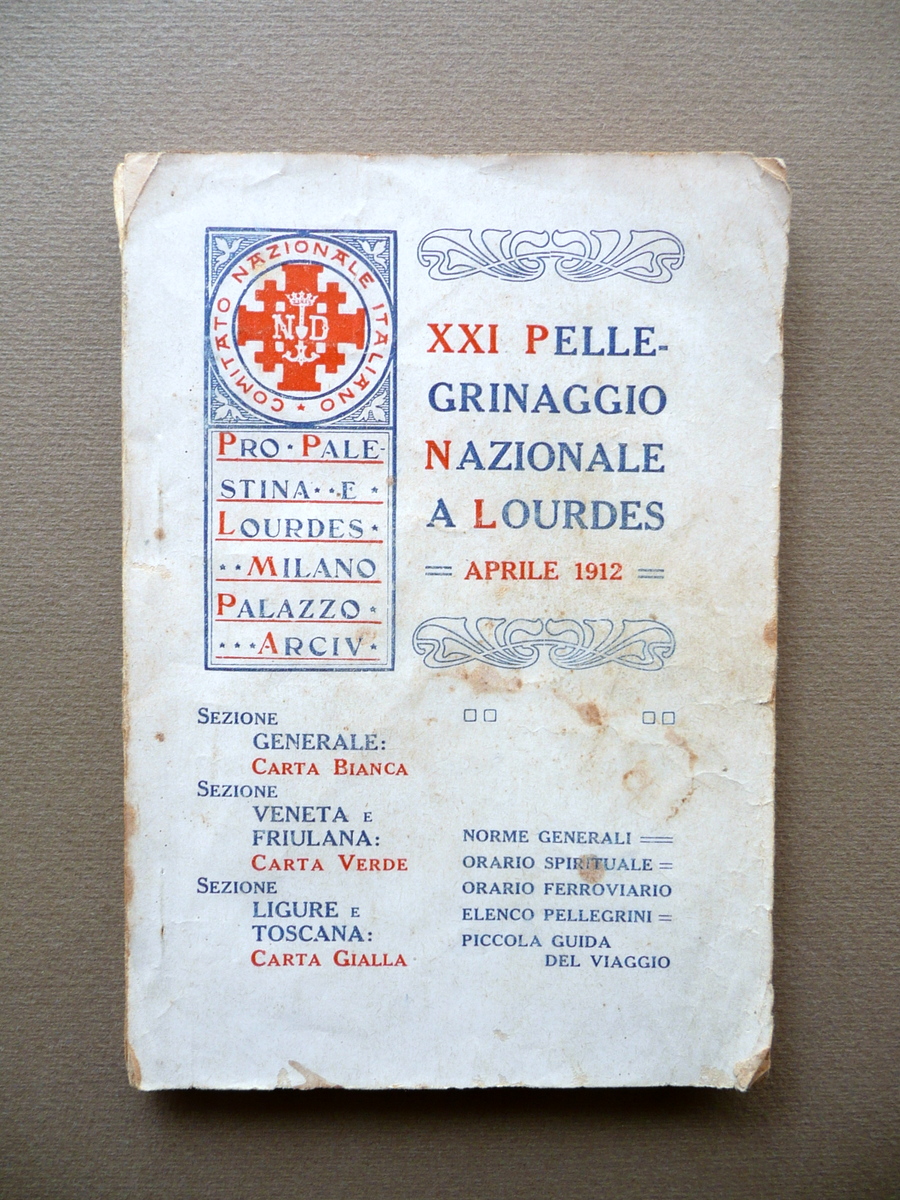 COMITATO NAZIONALE ITALIANO
N D
PRO · PALE-
STINA · · E ·
LOURDES ·
· · MILANO
PALAZZO ·
· · · ARCIV ·
XXI PELLE-
GRINAGGIO
NAZIONALE
A LOURDES
= APRILE 1912 =
SEZIONE
GENERALE:
CARTA BIANCA
SEZIONE
VENETA E
FRIULANA:
CARTA VERDE
SEZIONE
LIGURE E
TOSCANA:
CARTA GIALLA
NORME GENERALI =
ORARIO SPIRITUALE =
ORARIO FERROVIARIO
ELENCO PELLEGRINI =
PICCOLA GUIDA
DEL VIAGGIO